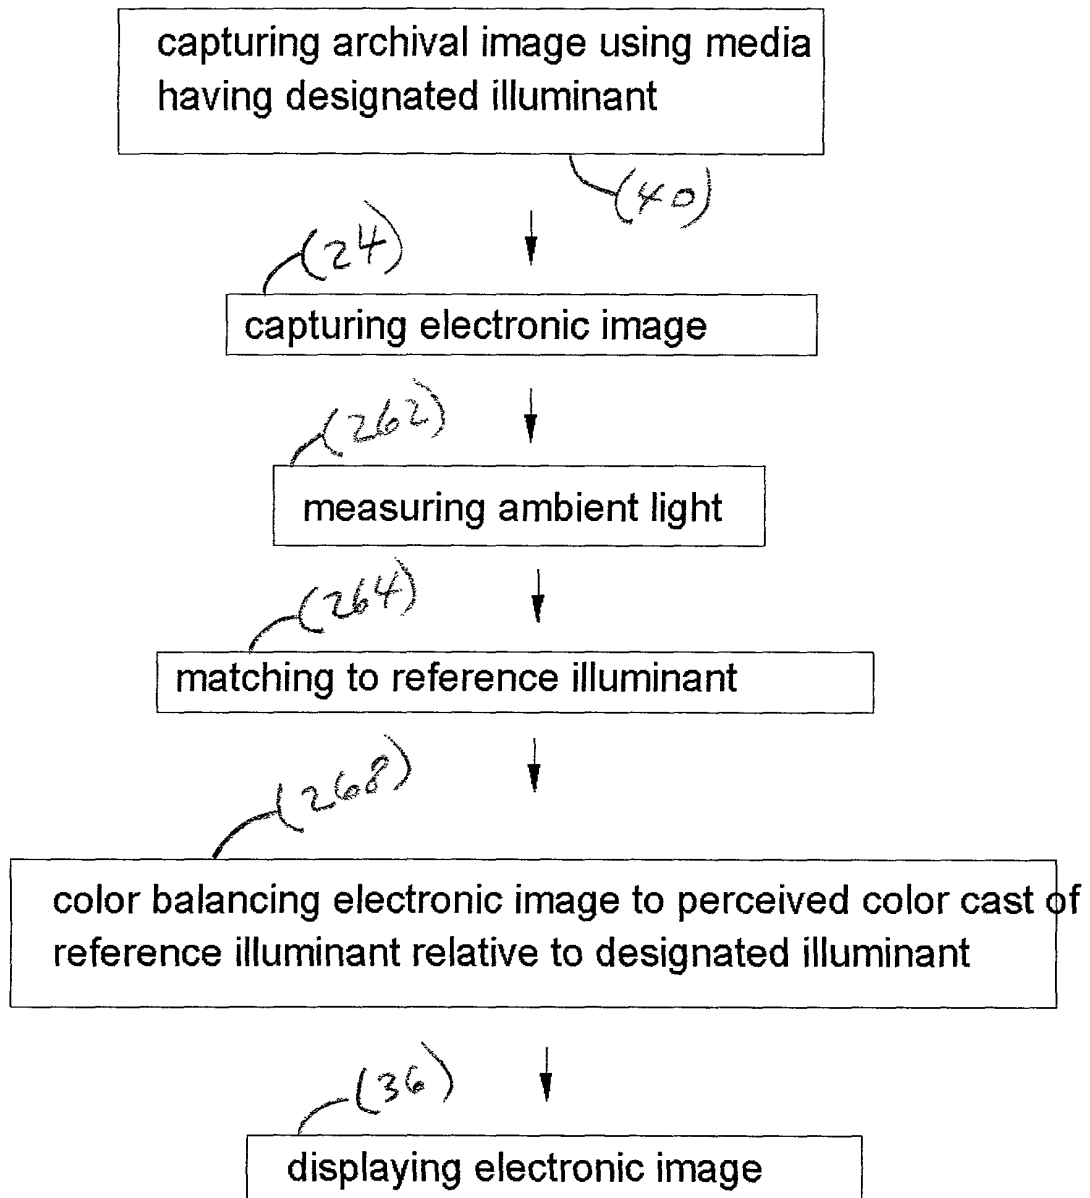 capturing archival image using media
having designated illuminant
(40)
(24)
capturing electronic image
(262)
measuring ambient light
(264)
matching to reference illuminant
(268)
color balancing electronic image to perceived color cast of
reference illuminant relative to designated illuminant
(36)
displaying electronic image